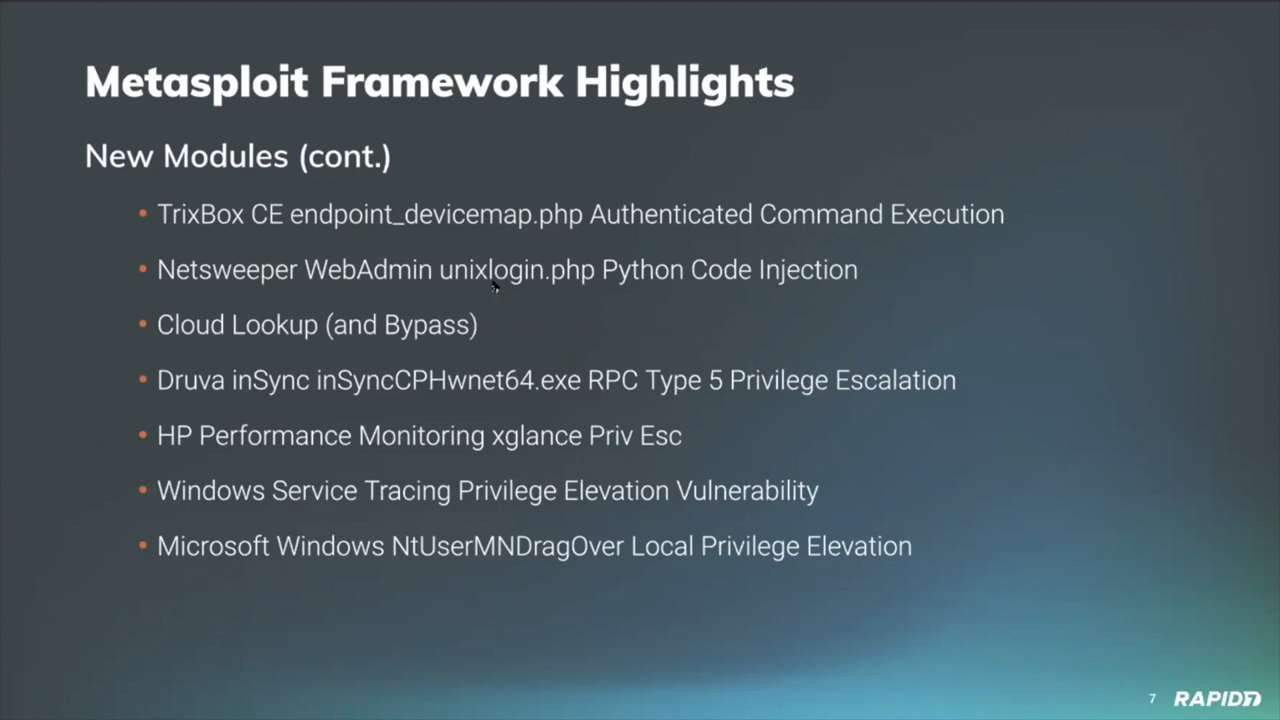 Metasploit Framework Highlights
New Modules (cont.)
• TrixBox CE endpoint_devicemap.php Authenticated Command Execution
• Netsweeper WebAdmin unixlogin.php Python Code Injection
• Cloud Lookup (and Bypass)
• Druva inSync inSyncCPHwnet64.exe RPC Type 5 Privilege Escalation
• HP Performance Monitoring xglance Priv Esc
• Windows Service Tracing Privilege Elevation Vulnerability
• Microsoft Windows NtUserMNDragOver Local Privilege Elevation
7 RAPID7